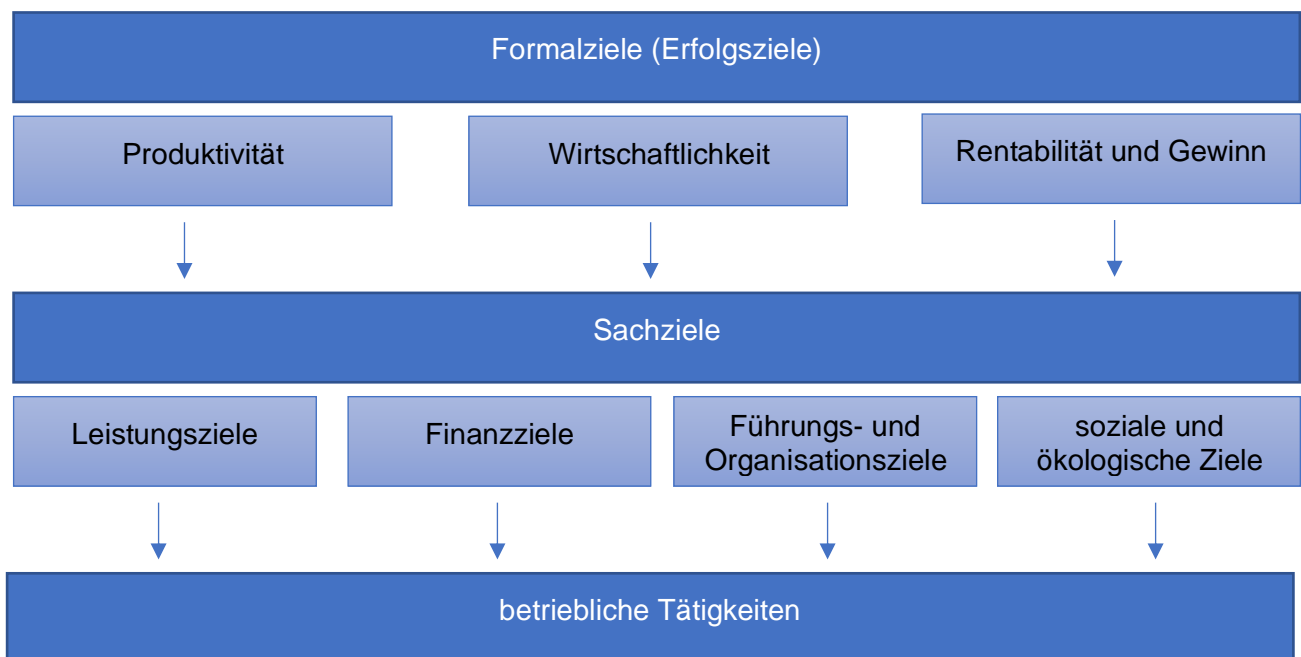 Formalziele (Erfolgsziele)
Produktivität
Wirtschaftlichkeit
Rentabilität und Gewinn
Sachziele
Leistungsziele
Finanzziele
Führungs- und
Organisationsziele
soziale und
ökologische Ziele
betriebliche Tätigkeiten